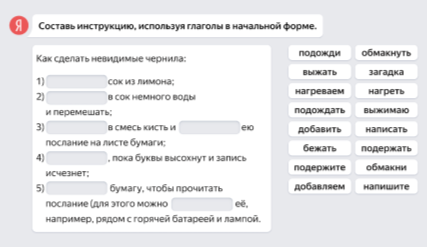 Я Составь инструкцию, используя глаголы в начальной форме.
Как сделать невидимые чернила:
1) сок из лимона;
2) в сок немного воды
и перемешать;
3) в смесь кисть и ею
послание на листе бумаги;
4) , пока буквы высохнут и запись
исчезнет;
5) бумагу, чтобы прочитать
послание (для этого можно её,
например, рядом с горячей батареей и лампой.
подожди обмакнуть
выжать загадка
нагреваем нагреть
подождать выжимаю
добавить написать
бежать подержать
подержите обмакни
добавляем напишите